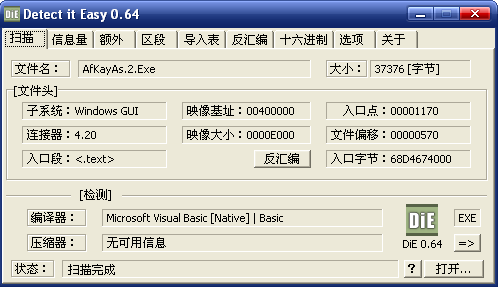 Detect it Easy 0.64
扫描 信息量 额外 区段 导入表 反汇编 十六进制 选项 关于
文件名： AfKayAs.2.Exe 大小： 37376 [字节]
[文件头]
子系统：Windows GUI 映像基址：00400000 入口点：00001170
连接器：4.20 映像大小：0000E000 文件偏移：00000570
入口段：<.text> 反汇编 入口字节：68D4674000
[检测]
编译器： Microsoft Visual Basic [Native] | Basic DiE EXE
压缩器： 无可用信息 DiE 0.64 =>
状态： 扫描完成 ? 打开...